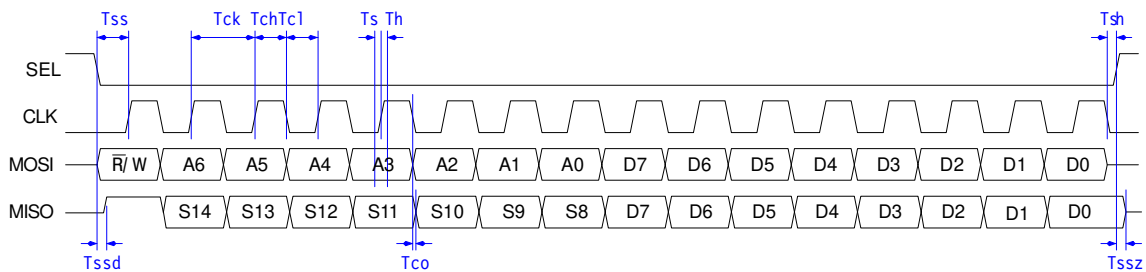 Tss Tck Tch Tcl Ts Th Tsh
SEL
CLK
MOSI R̅/W A6 A5 A4 A3 A2 A1 A0 D7 D6 D5 D4 D3 D2 D1 D0
MISO S14 S13 S12 S11 S10 S9 S8 D7 D6 D5 D4 D3 D2 D1 D0
Tssd Tco Tssz